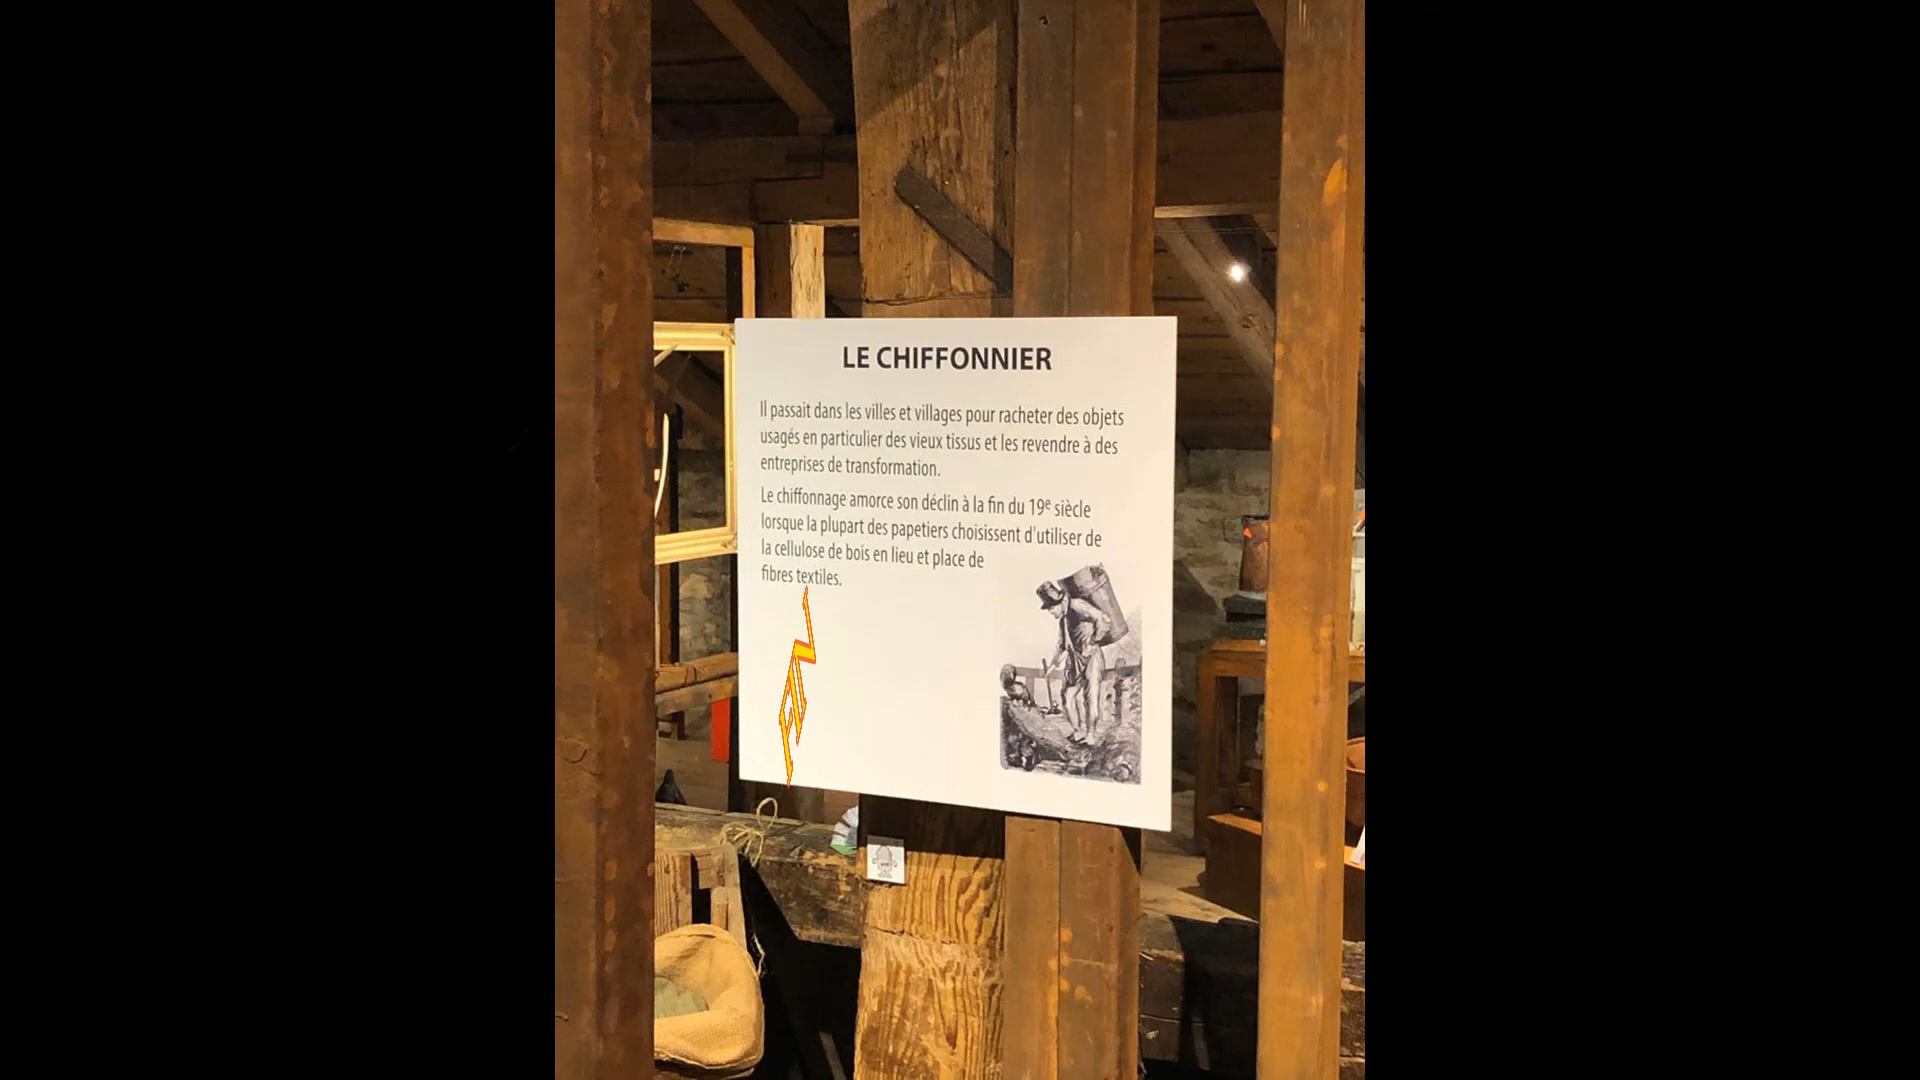 LE CHIFFONNIER
Il passait dans les villes et villages pour racheter des objets
usagés en particulier des vieux tissus et les revendre à des
entreprises de transformation.
Le chiffonnage amorce son déclin à la fin du 19e siècle
lorsque la plupart des papetiers choisissent d'utiliser de
la cellulose de bois en lieu et place de
fibres textiles.